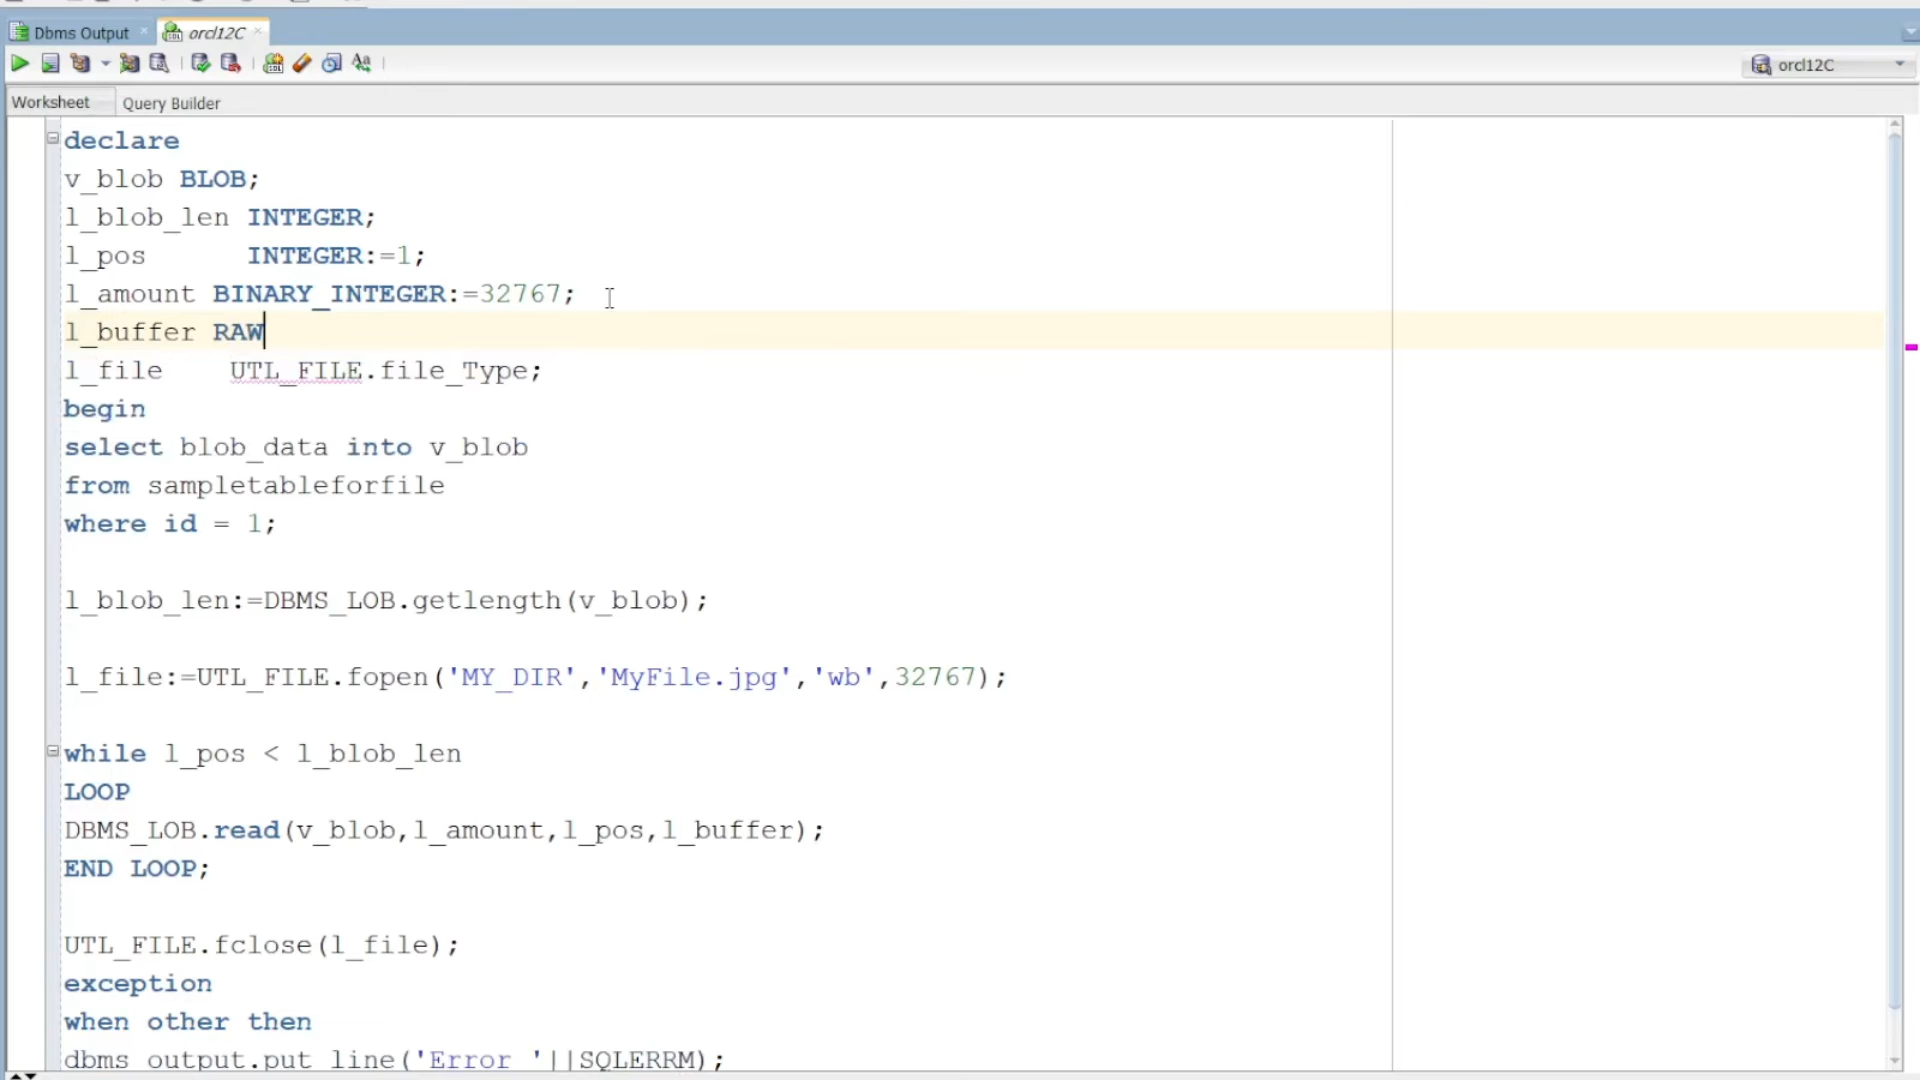 Dbms Output
orcl12C
orcl12C
Worksheet
Query Builder
declare
v_blob BLOB;
l_blob_len INTEGER;
l_pos      INTEGER:=1;
l_amount BINARY_INTEGER:=32767;
l_buffer RAW
l_file    UTL_FILE.file_Type;
begin
select blob_data into v_blob
from sampletableforfile
where id = 1;
l_blob_len:=DBMS_LOB.getlength(v_blob);
l_file:=UTL_FILE.fopen('MY_DIR','MyFile.jpg','wb',32767);
while l_pos < l_blob_len
LOOP
DBMS_LOB.read(v_blob,l_amount,l_pos,l_buffer);
END LOOP;
UTL_FILE.fclose(l_file);
exception
when other then
dbms_output.put_line('Error '||SQLERRM);